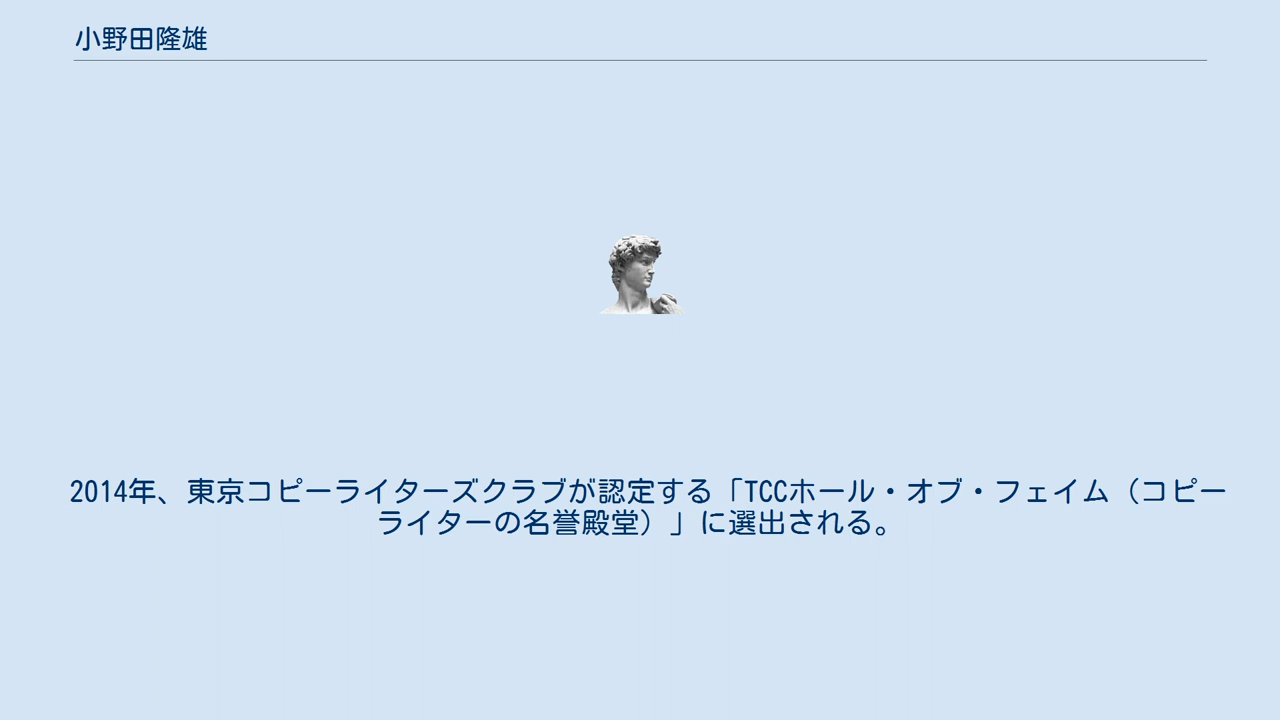 小野田隆雄
2014年、東京コピーライターズクラブが認定する「TCCホール・オブ・フェイム（コピー
ライターの名誉殿堂）」に選出される。